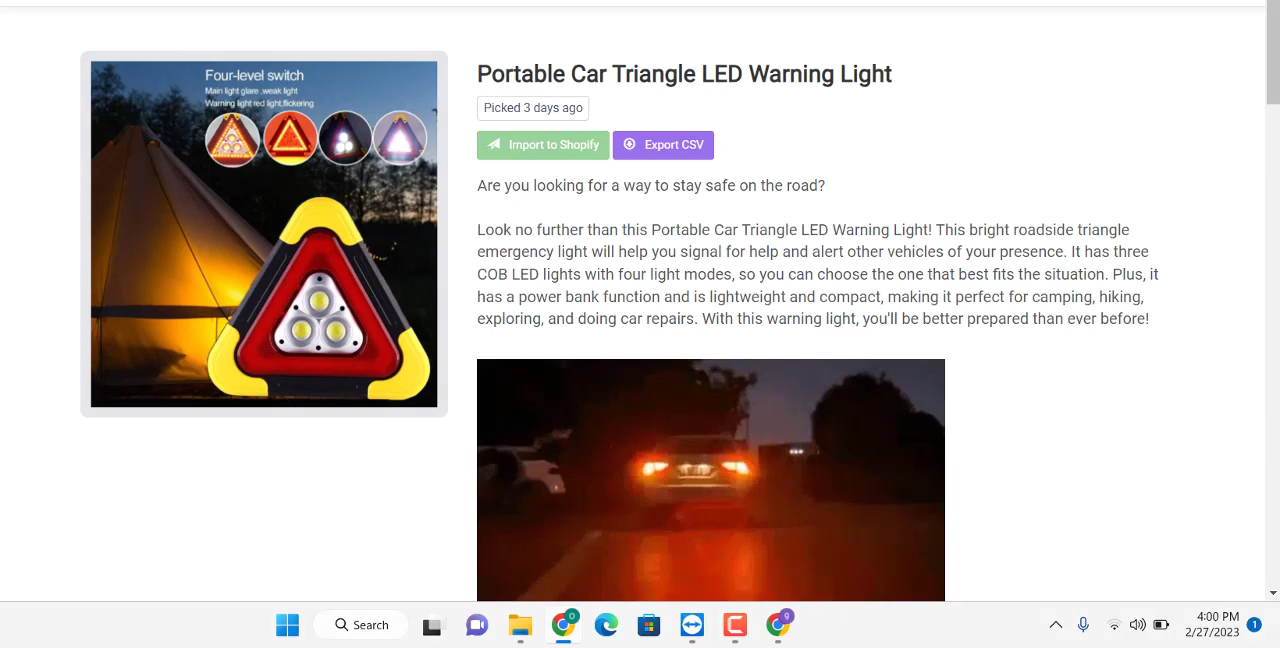 Four-level switch
Main light glare ,weak light
Warning light red light,flickering
Portable Car Triangle LED Warning Light
Picked 3 days ago
Import to Shopify
Export CSV
Are you looking for a way to stay safe on the road?
Look no further than this Portable Car Triangle LED Warning Light! This bright roadside triangle
emergency light will help you signal for help and alert other vehicles of your presence. It has three
COB LED lights with four light modes, so you can choose the one that best fits the situation. Plus, it
has a power bank function and is lightweight and compact, making it perfect for camping, hiking,
exploring, and doing car repairs. With this warning light, you'll be better prepared than ever before!
Search
0
9
4:00 PM
2/27/2023
1